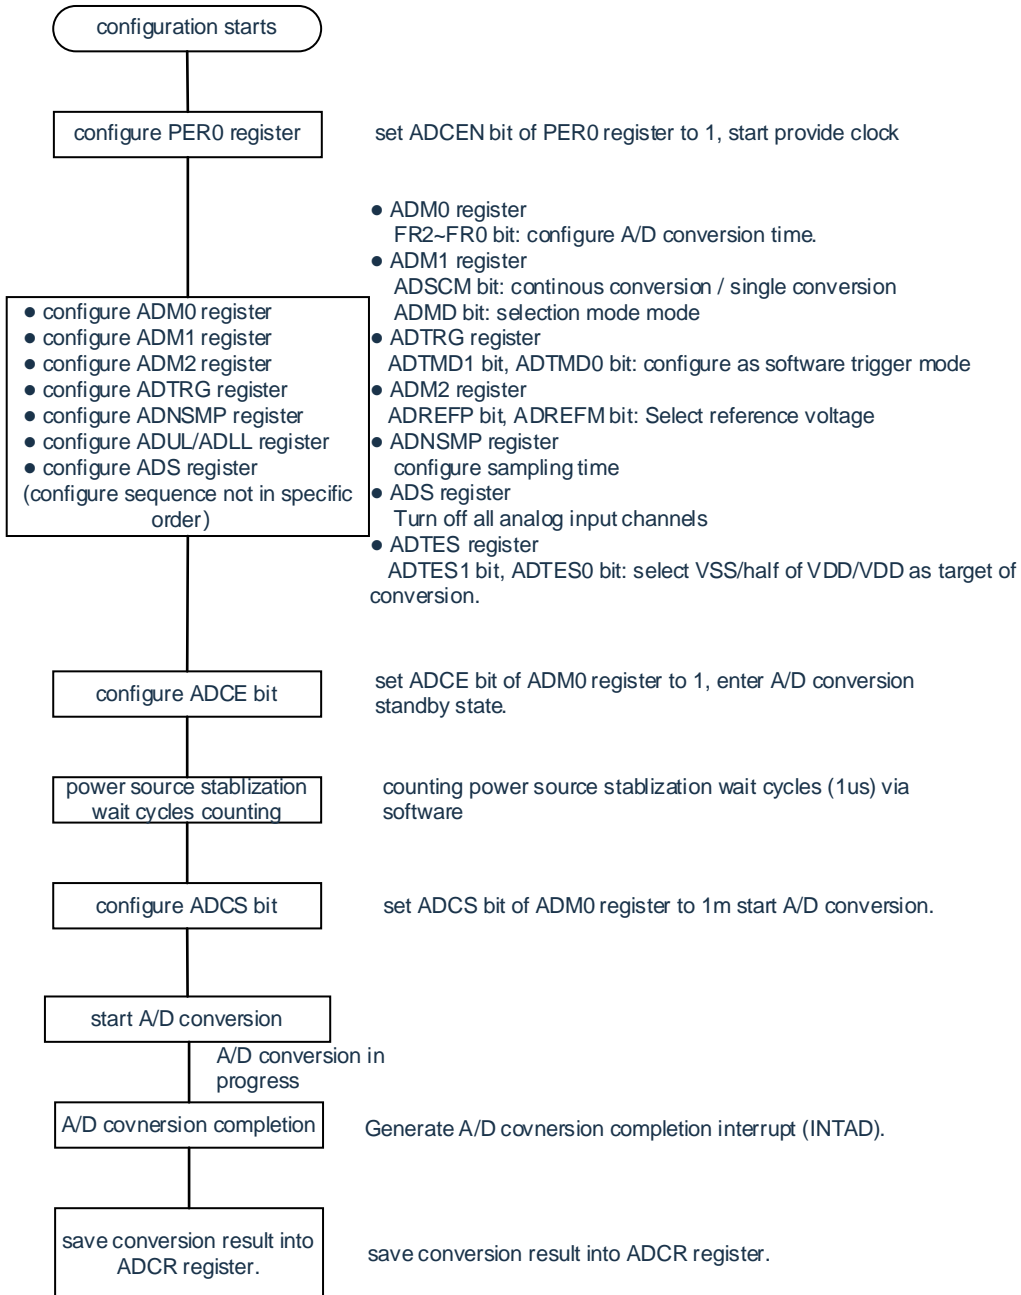 configuration starts
configure PER0 register
set ADCEN bit of PER0 register to 1, start provide clock
● configure ADM0 register
● configure ADM1 register
● configure ADM2 register
● configure ADTRG register
● configure ADNSMP register
● configure ADUL/ADLL register
● configure ADS register
(configure sequence not in specific
order)
● ADM0 register
FR2~FR0 bit: configure A/D conversion time.
● ADM1 register
ADSCM bit: continous conversion / single conversion
ADMD bit: selection mode mode
● ADTRG register
ADTMD1 bit, ADTMD0 bit: configure as software trigger mode
● ADM2 register
ADREFP bit, ADREFM bit: Select reference voltage
● ADNSMP register
configure sampling time
● ADS register
Turn off all analog input channels
● ADTES register
ADTES1 bit, ADTES0 bit: select VSS/half of VDD/VDD as target of
conversion.
configure ADCE bit
set ADCE bit of ADM0 register to 1, enter A/D conversion
standby state.
power source stablization
wait cycles counting
counting power source stablization wait cycles (1us) via
software
configure ADCS bit
set ADCS bit of ADM0 register to 1m start A/D conversion.
start A/D conversion
A/D conversion in
progress
A/D covnersion completion
Generate A/D covnersion completion interrupt (INTAD).
save conversion result into
ADCR register.
save conversion result into ADCR register.